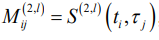 M_{ij}^{(2,l)} = S^{(2,l)}(t_i, τ_j)